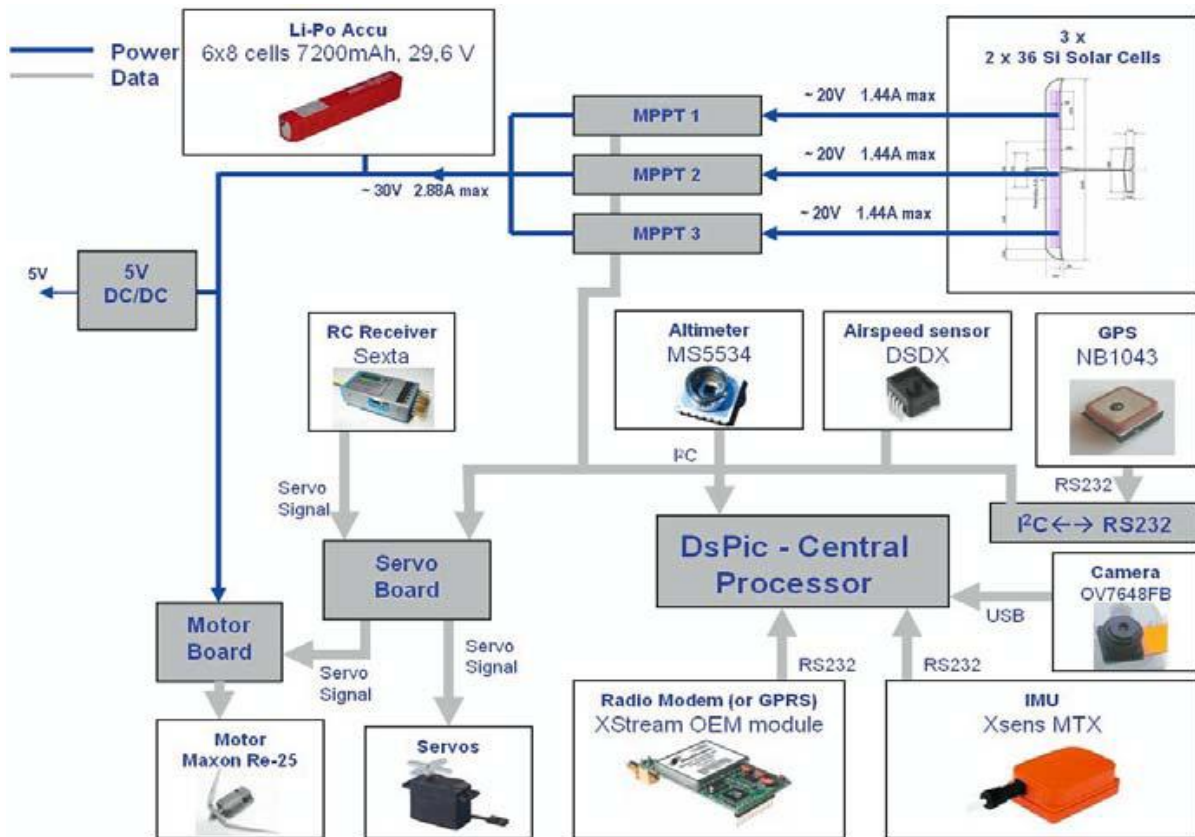 Power
Data
Li-Po Accu
6x8 cells 7200mAh, 29,6 V
3 x
2 x 36 Si Solar Cells
MPPT 1
MPPT 2
MPPT 3
~ 20V 1.44A max
~ 20V 1.44A max
~ 20V 1.44A max
~ 30V 2.88A max
5V
5V
DC/DC
RC Receiver
Sexta
Altimeter
MS5534
Airspeed sensor
DSDX
GPS
NB1043
I²C
RS232
I²C ←→ RS232
Servo
Signal
Servo
Board
DsPic - Central
Processor
Camera
OV7648FB
USB
Motor
Board
Servo
Signal
Servo
Signal
RS232
RS232
Motor
Maxon Re-25
Servos
Radio Modem (or GPRS)
XStream OEM module
IMU
Xsens MTX